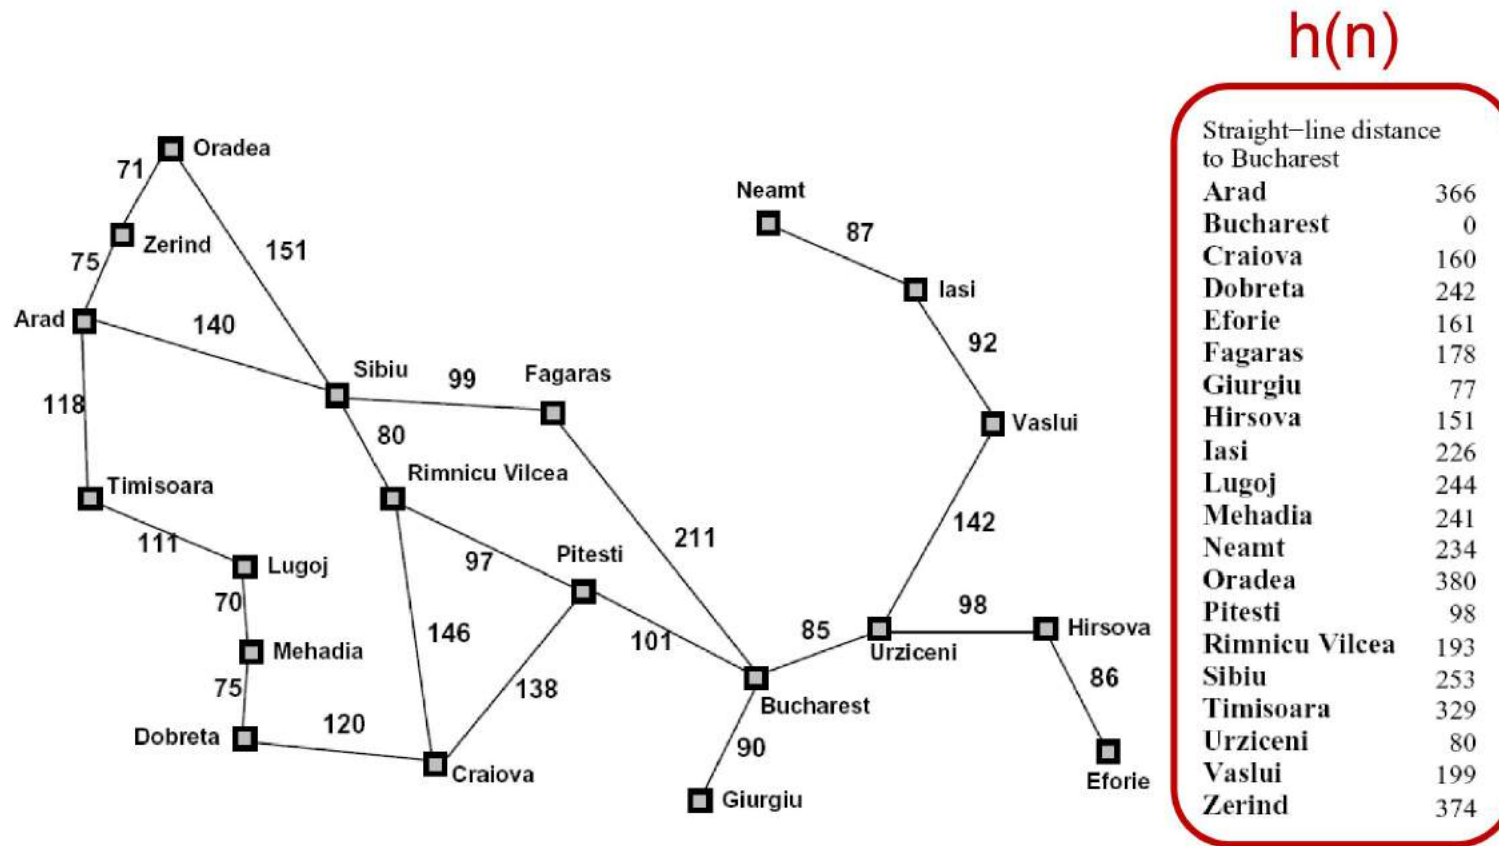 h(n)
Oradea
71
Neamt
87
Zerind
151
75
Iasi
Arad
140
92
Sibiu
99
Fagaras
118
Vaslui
80
Rimnicu Vilcea
Timisoara
142
111
Pitesti
211
Lugoj
97
70
98
Hirsova
146
101
85
Urziceni
Mehadia
86
75
138
Bucharest
120
Dobreta
90
Craiova
Eforie
Giurgiu
Straight−line distance
to Bucharest
Arad 366
Bucharest 0
Craiova 160
Dobreta 242
Eforie 161
Fagaras 178
Giurgiu 77
Hirsova 151
Iasi 226
Lugoj 244
Mehadia 241
Neamt 234
Oradea 380
Pitesti 98
Rimnicu Vilcea 193
Sibiu 253
Timisoara 329
Urziceni 80
Vaslui 199
Zerind 374